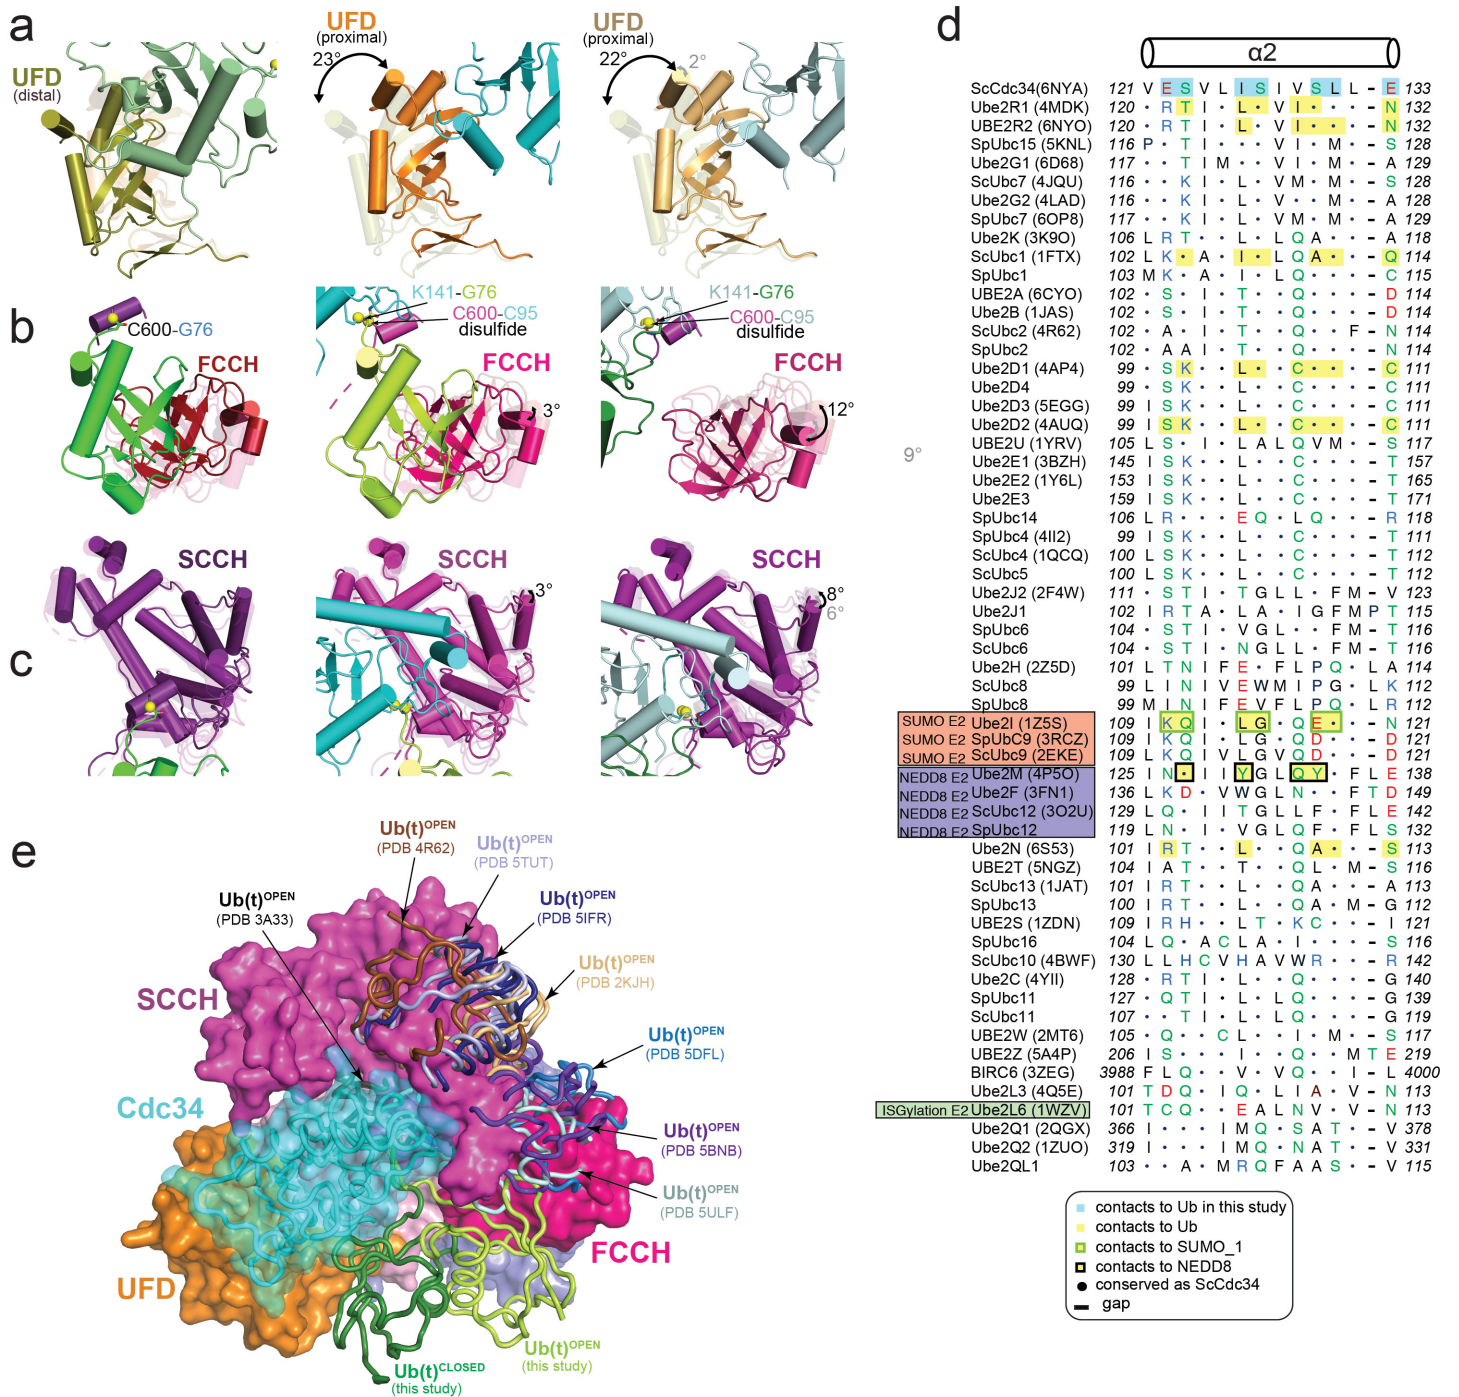 a
UFD
(distal)
UFD
(proximal)
23°
UFD
(proximal)
22°
2°
b
C600-G76
FCCH
K141-G76
C600-C95
disulfide
FCCH
3°
K141-G76
C600-C95
disulfide
FCCH
12°
9°
c
SCCH
SCCH
3°
SCCH
8°
6°
d
α2
ScCdc34(6NYA) 121 V E S V L I S I V S L L - E 133
Ube2R1 (4MDK) 120 · R T I · L · V I · · · - N 132
UBE2R2 (6NYO) 120 · R T I · L · V I · · · - N 132
SpUbc15 (5KNL) 116 P · T I · · · V I · M · - S 128
Ube2G1 (6D68) 117 · · T I M · · V I · M · - A 129
ScUbc7 (4JQU) 116 · · K I · L · V M · M · - S 128
Ube2G2 (4LAD) 116 · · K I · L · V · · M · - A 128
SpUbc7 (6OP8) 117 · · K I · L · V M · M · - A 129
Ube2K (3K9O) 106 L R T · · L · L Q A · · - A 118
ScUbc1 (1FTX) 102 L K · A · I · L Q A · · - Q 114
SpUbc1 103 M K · A · I · L Q · · · - C 115
UBE2A (6CYO) 102 · S · I · T · · Q · · · - D 114
Ube2B (1JAS) 102 · S · I · T · · Q · · · - D 114
ScUbc2 (4R62) 102 · A · I · T · · Q · · F - N 114
SpUbc2 102 · A A I · T · · Q · · · - N 114
Ube2D1 (4AP4) 99 · S K · · L · · C · · · - C 111
Ube2D4 99 · S K · · L · · C · · · - C 111
Ube2D3 (5EGG) 99 I S K · · L · · C · · · - C 111
Ube2D2 (4AUQ) 99 I S K · · L · · C · · · - C 111
UBE2U (1YRV) 105 L S · I · L A L Q V M · - S 117
Ube2E1 (3BZH) 145 I S K · · L · · C · · · - T 157
Ube2E2 (1Y6L) 153 I S K · · L · · C · · · - T 165
Ube2E3 159 I S K · · L · · C · · · - T 171
SpUbc14 106 L R · · · E Q · L Q · · - R 118
SpUbc4 (4II2) 99 I S K · · L · · C · · · - T 111
ScUbc4 (1QCQ) 100 L S K · · L · · C · · · - T 112
ScUbc5 100 L S K · · L · · C · · · - T 112
Ube2J2 (2F4W) 111 · S T I · T G L L · F M - V 123
Ube2J1 102 I R T A · L A · I G F M P T 115
SpUbc6 104 · S T I · V G L · · F M - T 116
ScUbc6 104 · S T I · N G L L · F M - T 116
Ube2H (2Z5D) 101 L T N I F E · F L P Q · L A 114
ScUbc8 99 L I N I V E W M I P G · L K 112
SpUbc8 99 M I N I F E V F L P Q · L R 112
SUMO E2 Ube2I (1Z5S) 109 I K Q · · L G · Q E · · - N 121
SUMO E2 SpUbC9 (3RCZ) 109 I K Q · · L G · Q D · · - D 121
SUMO E2 ScUbc9 (2EKE) 109 L K Q I V L G V Q D · · - D 121
NEDD8 E2 Ube2M (4P5O) 125 I N · I I Y G L Q Y · F L E 138
NEDD8 E2 Ube2F (3FN1) 136 L K D · V W G L N · · F T D 149
NEDD8 E2 ScUbc12 (3O2U) 129 L Q · I · T G L L F · F L E 142
NEDD8 E2 SpUbc12 119 L N · I · V G L Q F · F L S 132
Ube2N (6S53) 101 I R T · · L · · Q A · · - S 113
UBE2T (5NGZ) 104 I A T · · T · · Q L · M - S 116
ScUbc13 (1JAT) 101 I R T · · L · · Q A · · - A 113
SpUbc13 100 I R T · · L · · Q A · M - G 112
UBE2S (1ZDN) 109 I R H · · L T · K C · · - I 121
SpUbc16 104 L Q · A C L A · I · · · - S 116
ScUbc10 (4BWF) 130 L L H C V H A V W R · · - R 142
Ube2C (4YII) 128 · R T I · L · · Q · · · - G 140
SpUbc11 127 · Q T I · L · L Q · · · - G 139
ScUbc11 107 · · T I · L · L Q · · · - G 119
UBE2W (2MT6) 105 · Q · · C L · · I · M · - S 117
UBE2Z (5A4P) 206 I S · · · I · · Q · · M T E 219
BIRC6 (3ZEG) 3988 F L Q · · V · V Q · · I - L 4000
Ube2L3 (4Q5E) 101 T D Q · · I Q · L I A · V - N 113
ISGylation E2 Ube2L6 (1WZV) 101 T C Q · · E A L N V · V - N 113
Ube2Q1 (2QGX) 366 I · · · I M Q · S A T · - V 378
Ube2Q2 (1ZUO) 319 I · · · I M Q · N A T · - V 331
Ube2QL1 103 · · A · M R Q F A A S · - V 115
contacts to Ub in this study
contacts to Ub
contacts to SUMO_1
contacts to NEDD8
conserved as ScCdc34
gap
e
Ub(t)OPEN
(PDB 4R62)
Ub(t)OPEN
(PDB 5TUT)
Ub(t)OPEN
(PDB 3A33)
Ub(t)OPEN
(PDB 5IFR)
Ub(t)OPEN
(PDB 2KJH)
SCCH
Ub(t)OPEN
(PDB 5DFL)
Cdc34
Ub(t)OPEN
(PDB 5BNB)
Ub(t)OPEN
(PDB 5ULF)
FCCH
UFD
Ub(t)OPEN
(this study)
Ub(t)CLOSED
(this study)